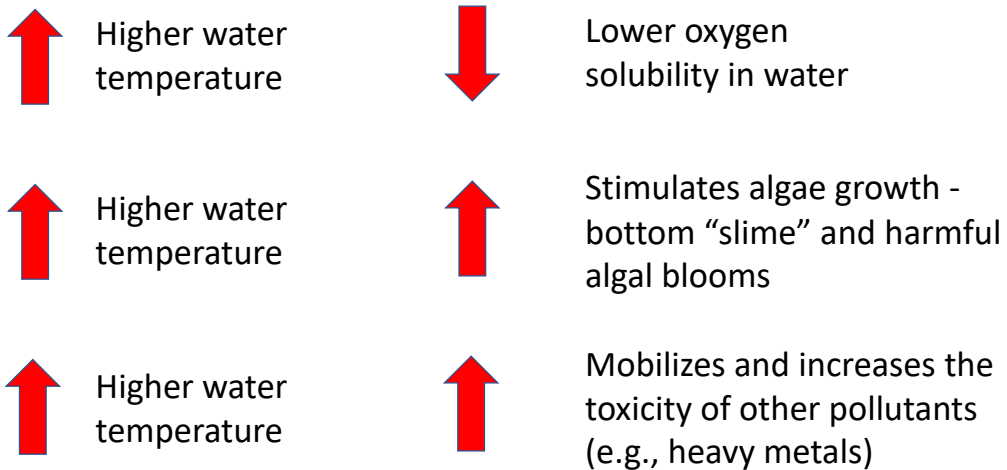 Higher water
temperature
Lower oxygen
solubility in water
Higher water
temperature
Stimulates algae growth -
bottom “slime” and harmful
algal blooms
Higher water
temperature
Mobilizes and increases the
toxicity of other pollutants
(e.g., heavy metals)